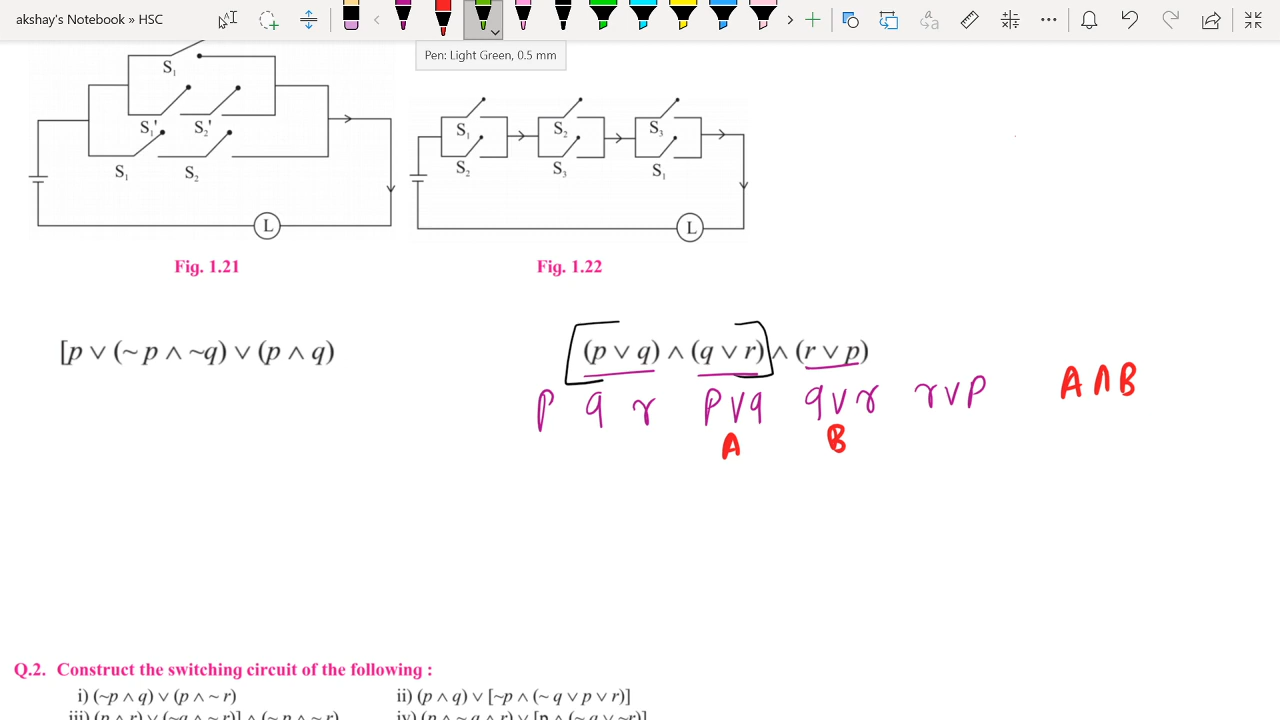 akshay's Notebook » HSC
Pen: Light Green, 0.5 mm
S₁
S₁' S₂'
S₁ S₂
L
Fig. 1.21
S₁ S₂ S₃
S₂ S₃ S₁
L
Fig. 1.22
[p ∨ (~ p ∧ ~q) ∨ (p ∧ q)
(p ∨ q) ∧ (q ∨ r) ∧ (r ∨ p)
p q r p∨q q∨r r∨p A∧B
A B
Q.2. Construct the switching circuit of the following :
i) (~p ∧ q) ∨ (p ∧ ~ r)
ii) (p ∧ q) ∨ [~p ∧ (~ q ∨ p ∨ r)]